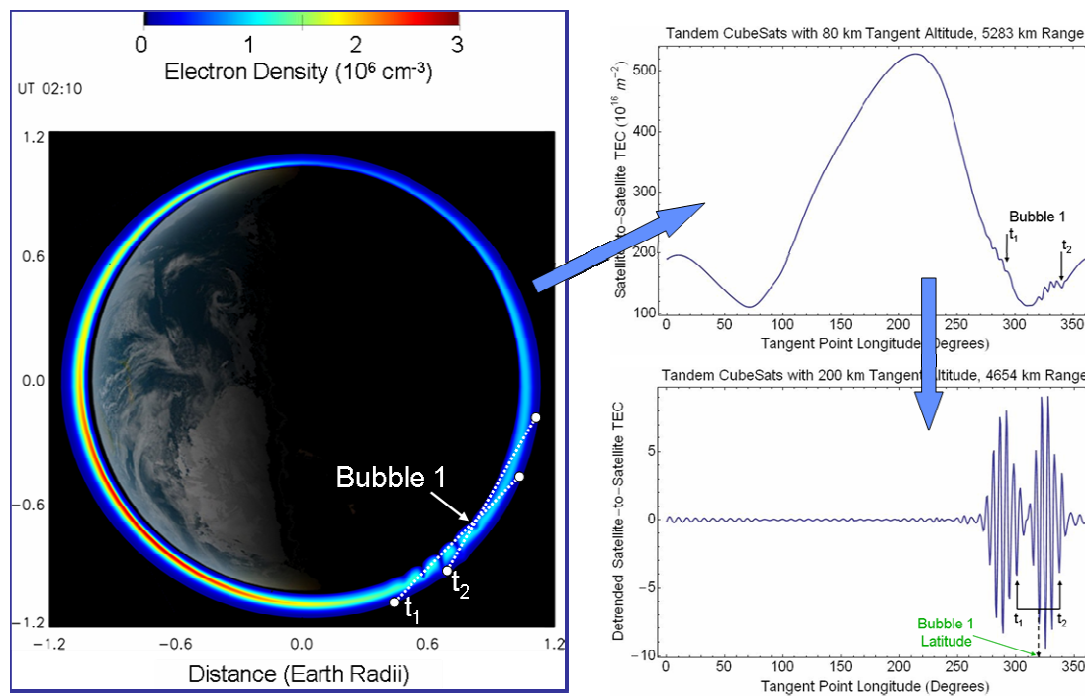 0 1 2 3
Electron Density (10⁶ cm⁻³)
UT 02:10
1.2
0.6
0.0
−0.6
−1.2
Bubble 1
t₁
t₂
−1.2 −0.6 0.0 0.6 1.2
Distance (Earth Radii)
Tandem CubeSats with 80 km Tangent Altitude, 5283 km Range
Satellite−to−Satellite TEC (10¹⁶ m⁻²)
500
400
300
200
100
Bubble 1
t₁
t₂
0 50 100 150 200 250 300 350
Tangent Point Longitude (Degrees)
Tandem CubeSats with 200 km Tangent Altitude, 4654 km Range
Detrended Satellite−to−Satellite TEC
5
0
−5
−10
t₁
t₂
Bubble 1
Latitude
0 50 100 150 200 250 300 350
Tangent Point Longitude (Degrees)